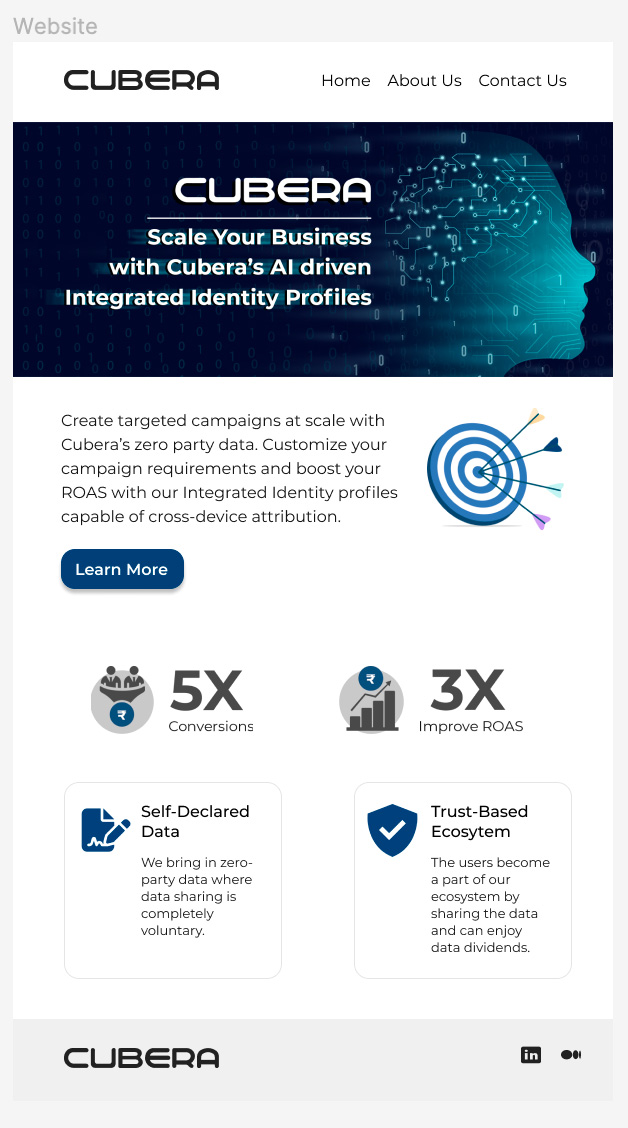 Website
CUBERA
Home About Us Contact Us
CUBERA
Scale Your Business
with Cubera's AI driven
Integrated Identity Profiles
Create targeted campaigns at scale with
Cubera's zero party data. Customize your
campaign requirements and boost your
ROAS with our Integrated Identity profiles
capable of cross-device attribution.
Learn More
₹
5X
Conversions
₹
3X
Improve ROAS
Self-Declared
Data
We bring in zero-
party data where
data sharing is
completely
voluntary.
Trust-Based
Ecosytem
The users become
a part of our
ecosystem by
sharing the data
and can enjoy
data dividends.
CUBERA
in